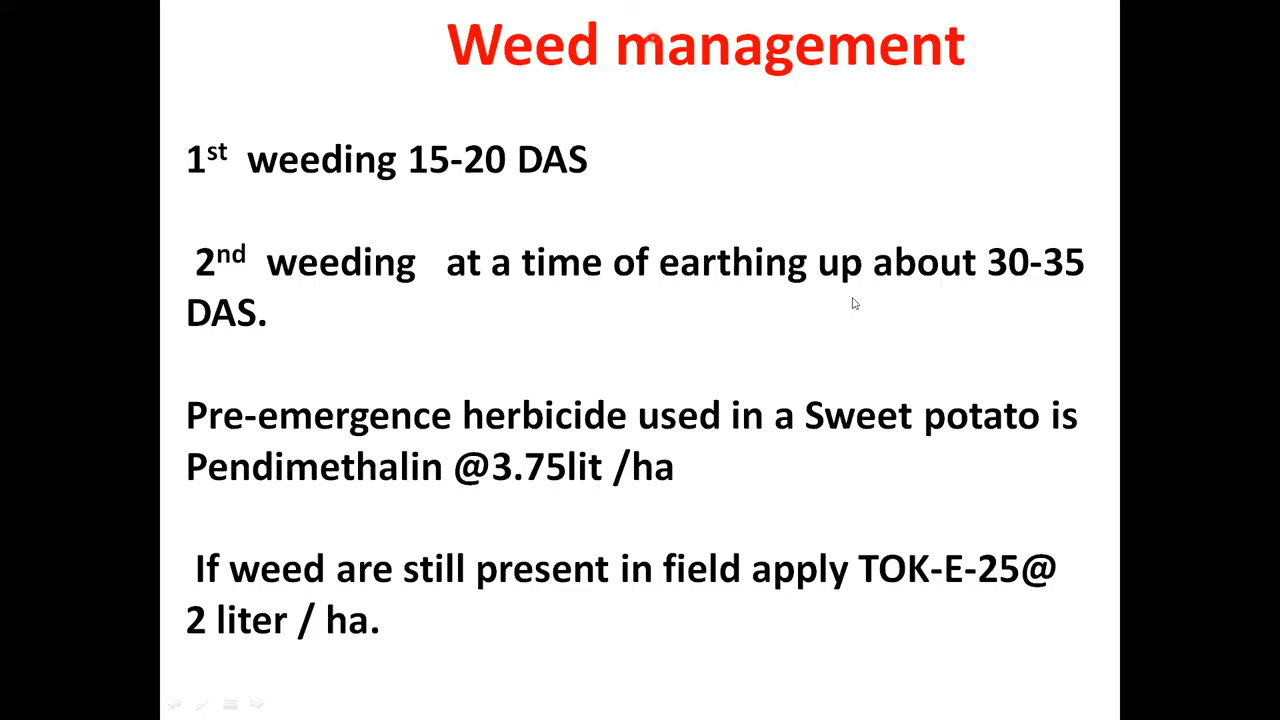 Weed management
1st weeding 15-20 DAS
2nd weeding at a time of earthing up about 30-35
DAS.
Pre-emergence herbicide used in a Sweet potato is
Pendimethalin @3.75lit /ha
If weed are still present in field apply TOK-E-25@
2 liter / ha.